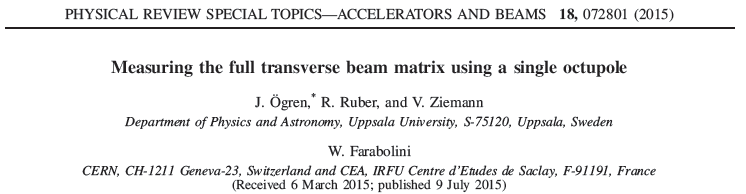 PHYSICAL REVIEW SPECIAL TOPICS—ACCELERATORS AND BEAMS 18, 072801 (2015)
Measuring the full transverse beam matrix using a single octupole
J. Ögren,* R. Ruber, and V. Ziemann
Department of Physics and Astronomy, Uppsala University, S-75120, Uppsala, Sweden
W. Farabolini
CERN, CH-1211 Geneva-23, Switzerland and CEA, IRFU Centre d'Etudes de Saclay, F-91191, France
(Received 6 March 2015; published 9 July 2015)